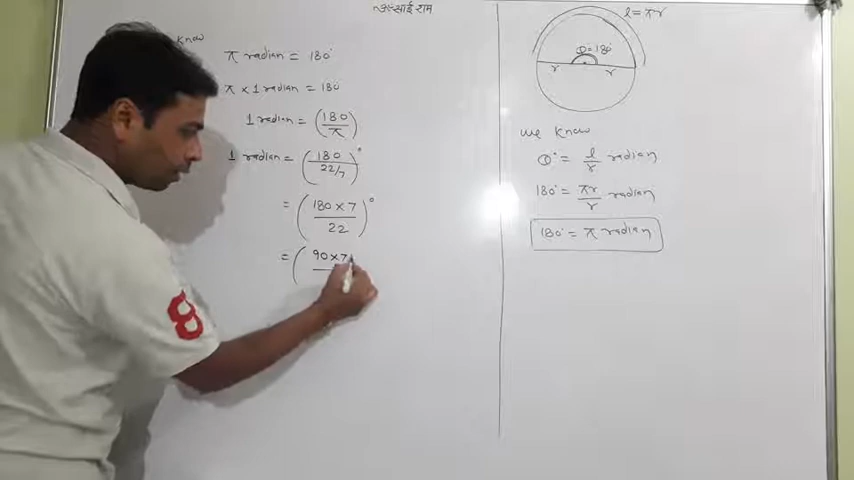 ॐ साई राम
know
π radian = 180°
π × 1 radian = 180
1 radian = (180/π)
1 radian = (180/22/7)°
= (180 × 7/22)°
= (90×7
l = πr
θ = 180°
r r
we know
θ° = l/r radian
180° = πr/r radian
180° = π radian
8